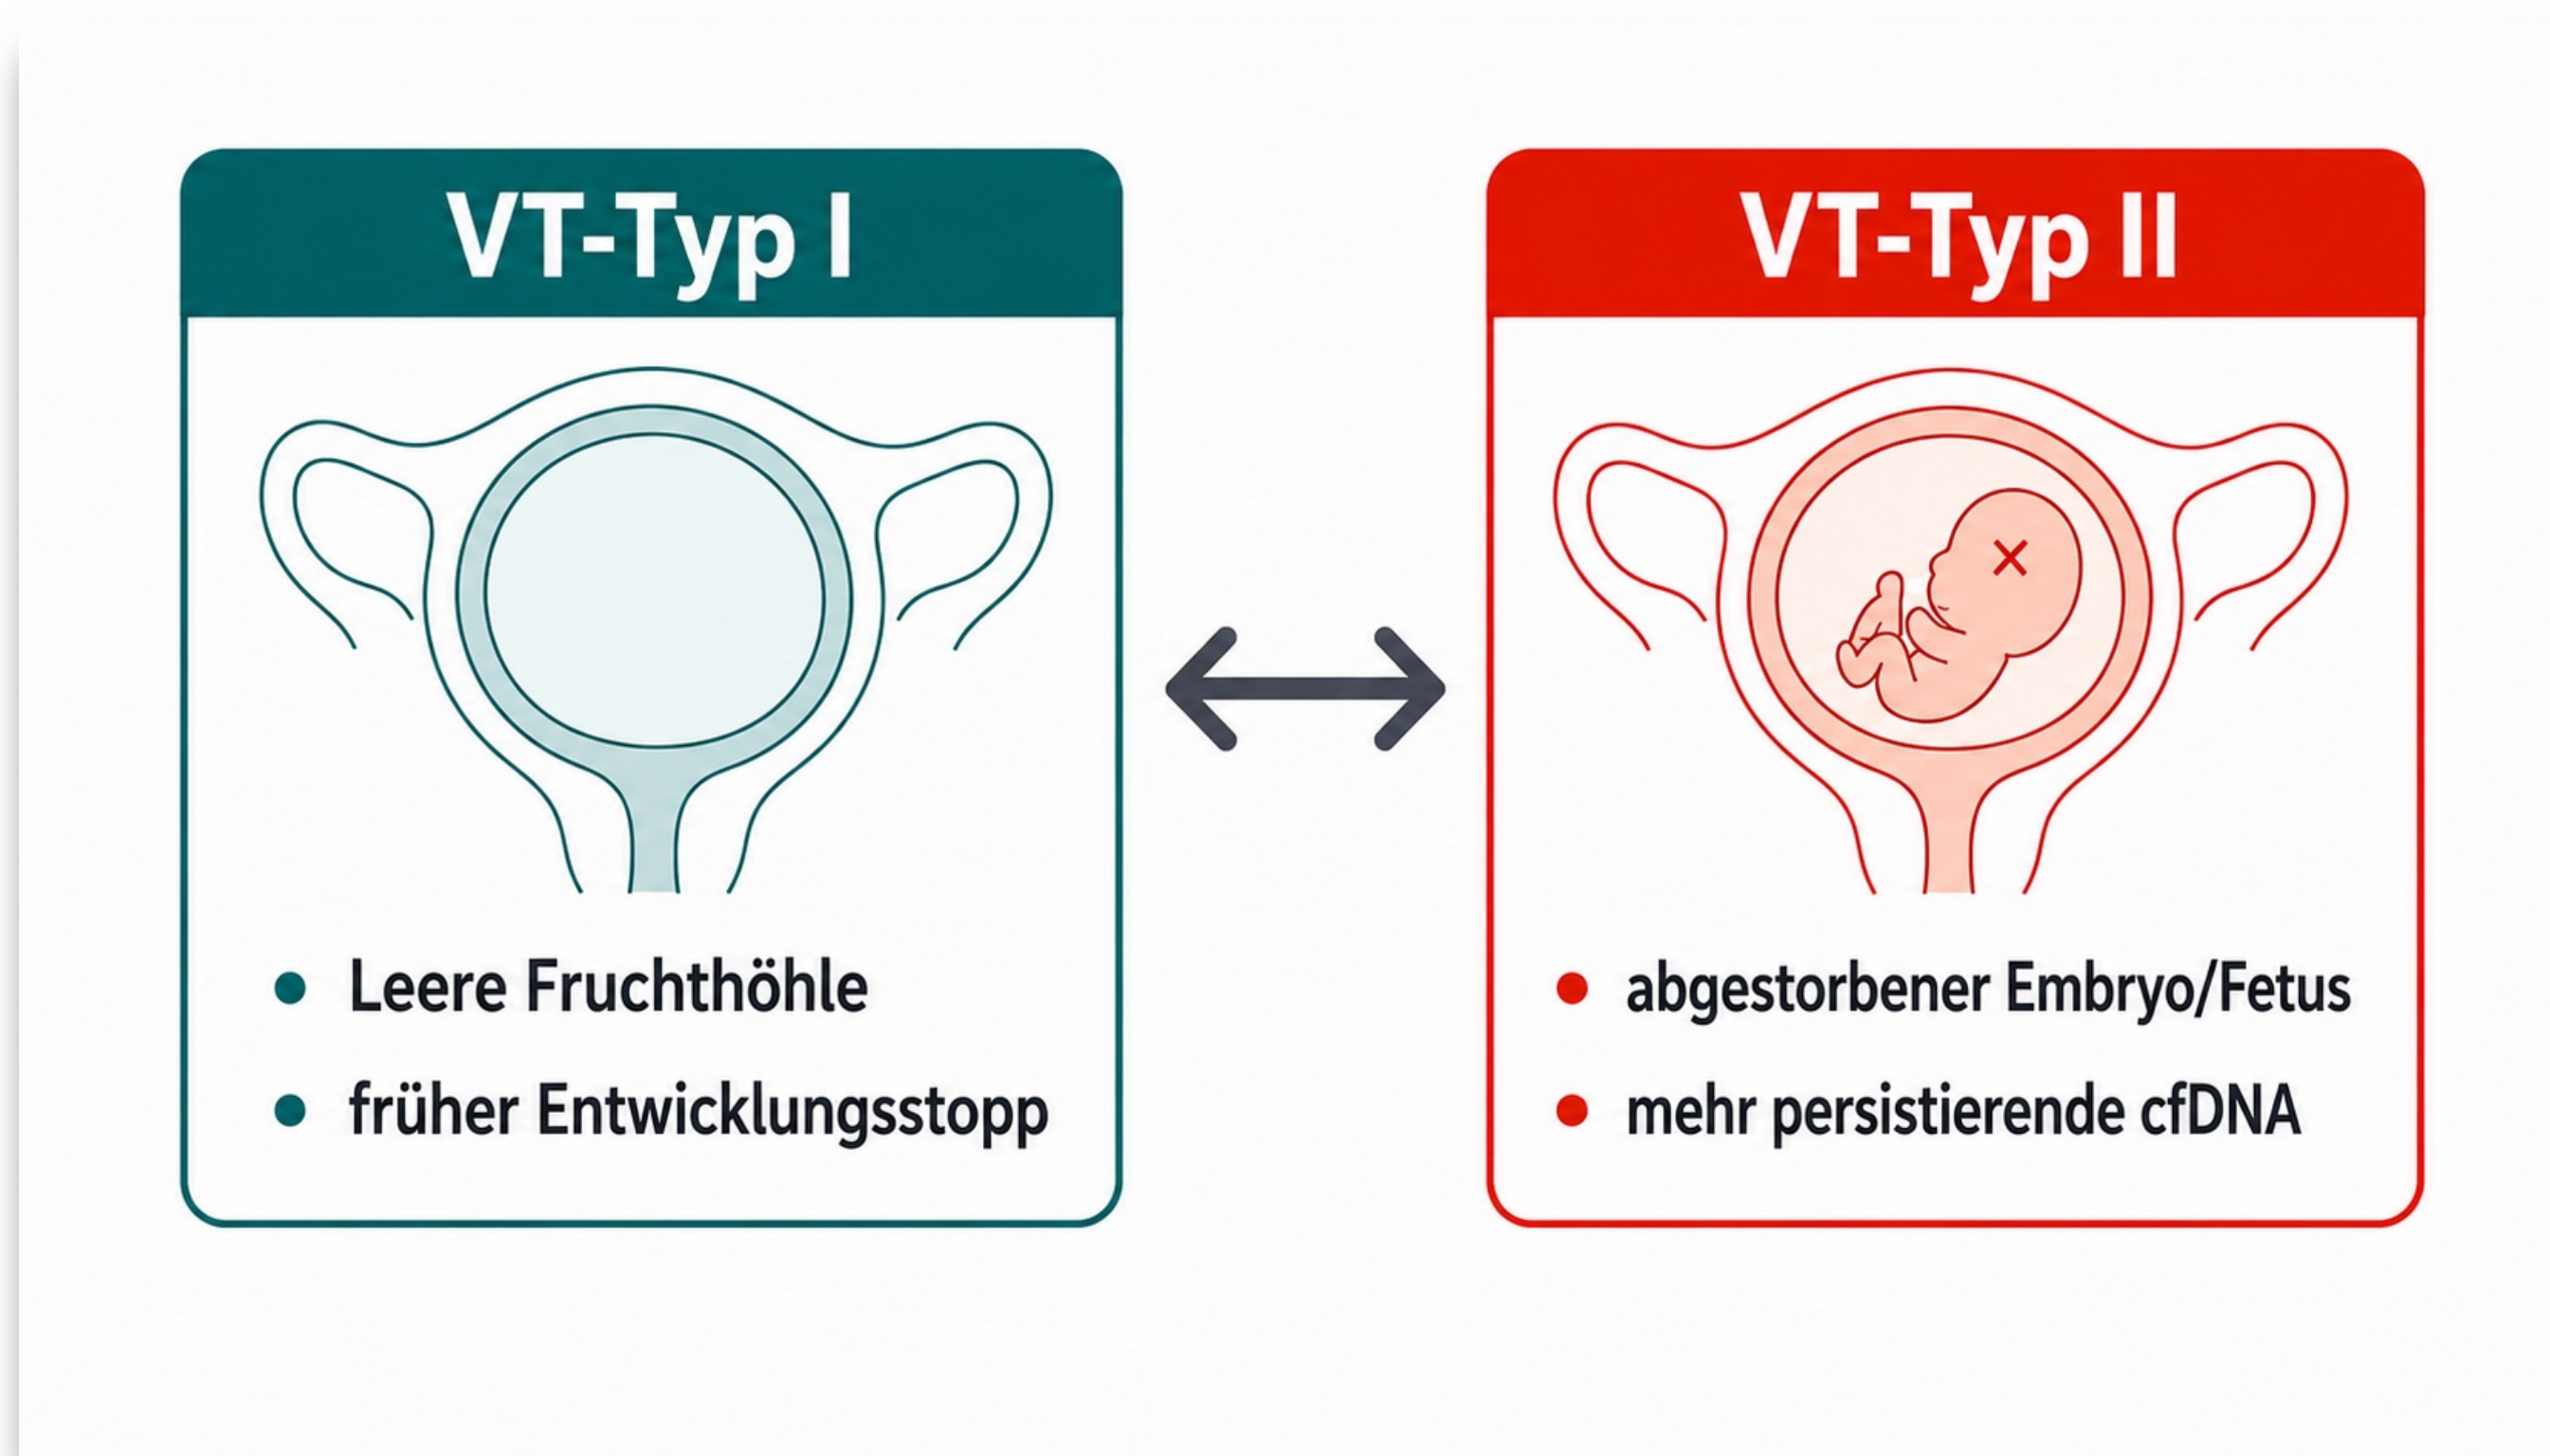 VT-Typ I
Leere Fruchthöhle
früher Entwicklungsstopp
VT-Typ II
abgestorbener Embryo/Fetus
mehr persistierende cfDNA